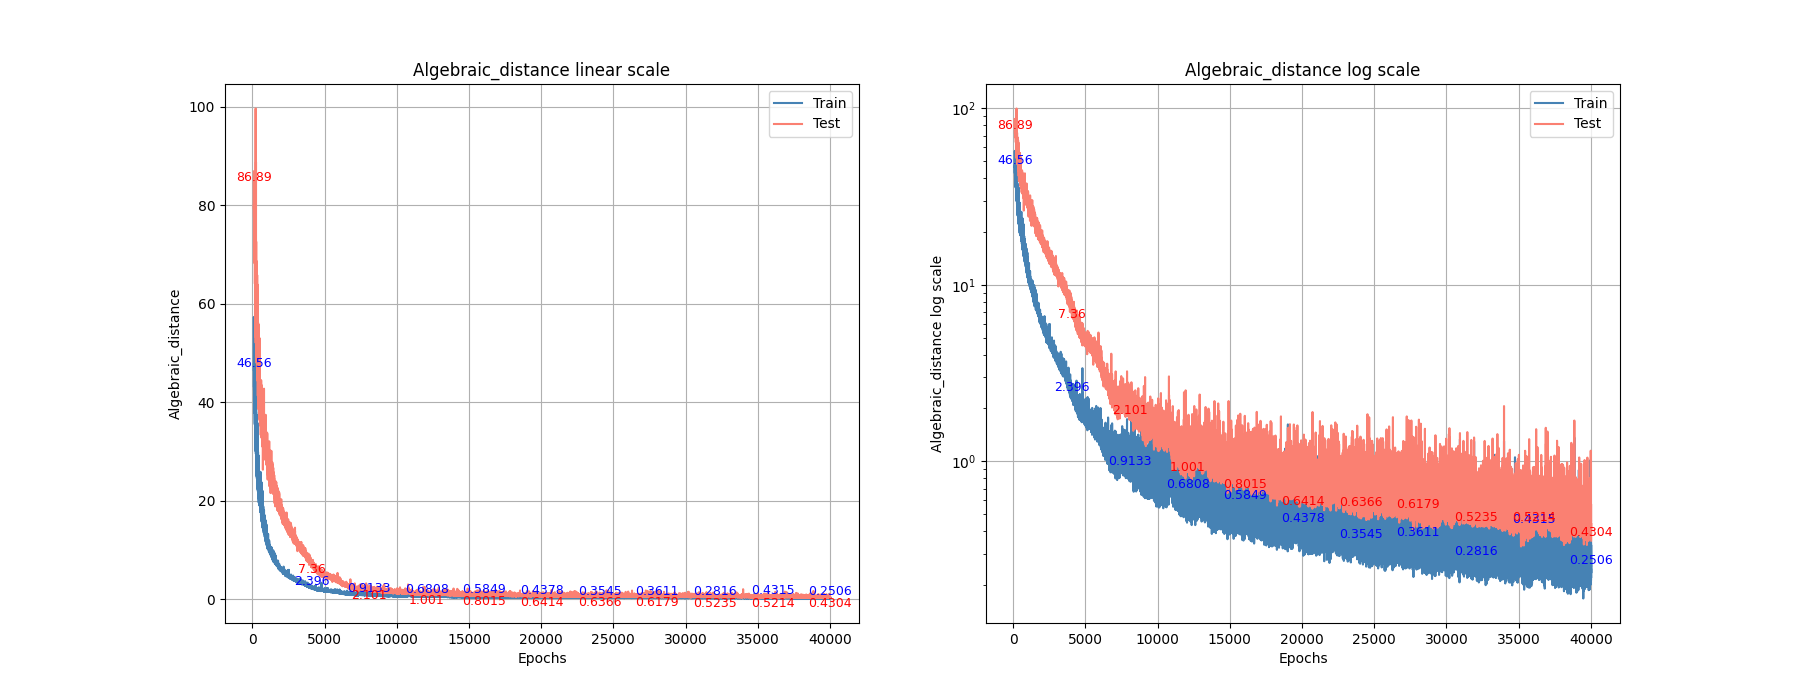 Algebraic_distance linear scale
Train
Test
Algebraic_distance
100
80
60
40
20
0
86.89
46.56
7.36
2.396
0.9133 0.6808 0.5849 0.4378 0.3545 0.3611 0.2816 0.4315 0.2506
2.101 1.001 0.8015 0.6414 0.6366 0.6179 0.5235 0.5214 0.4304
0 5000 10000 15000 20000 25000 30000 35000 40000
Epochs
Algebraic_distance log scale
Train
Test
Algebraic_distance log scale
10²
10¹
10⁰
86.89
46.56
7.36
2.396
2.101
0.9133
1.001
0.6808
0.8015
0.5849
0.6414
0.4378
0.6366
0.3545
0.6179
0.3611
0.5235
0.2816
0.5214
0.4315
0.4304
0.2506
0 5000 10000 15000 20000 25000 30000 35000 40000
Epochs